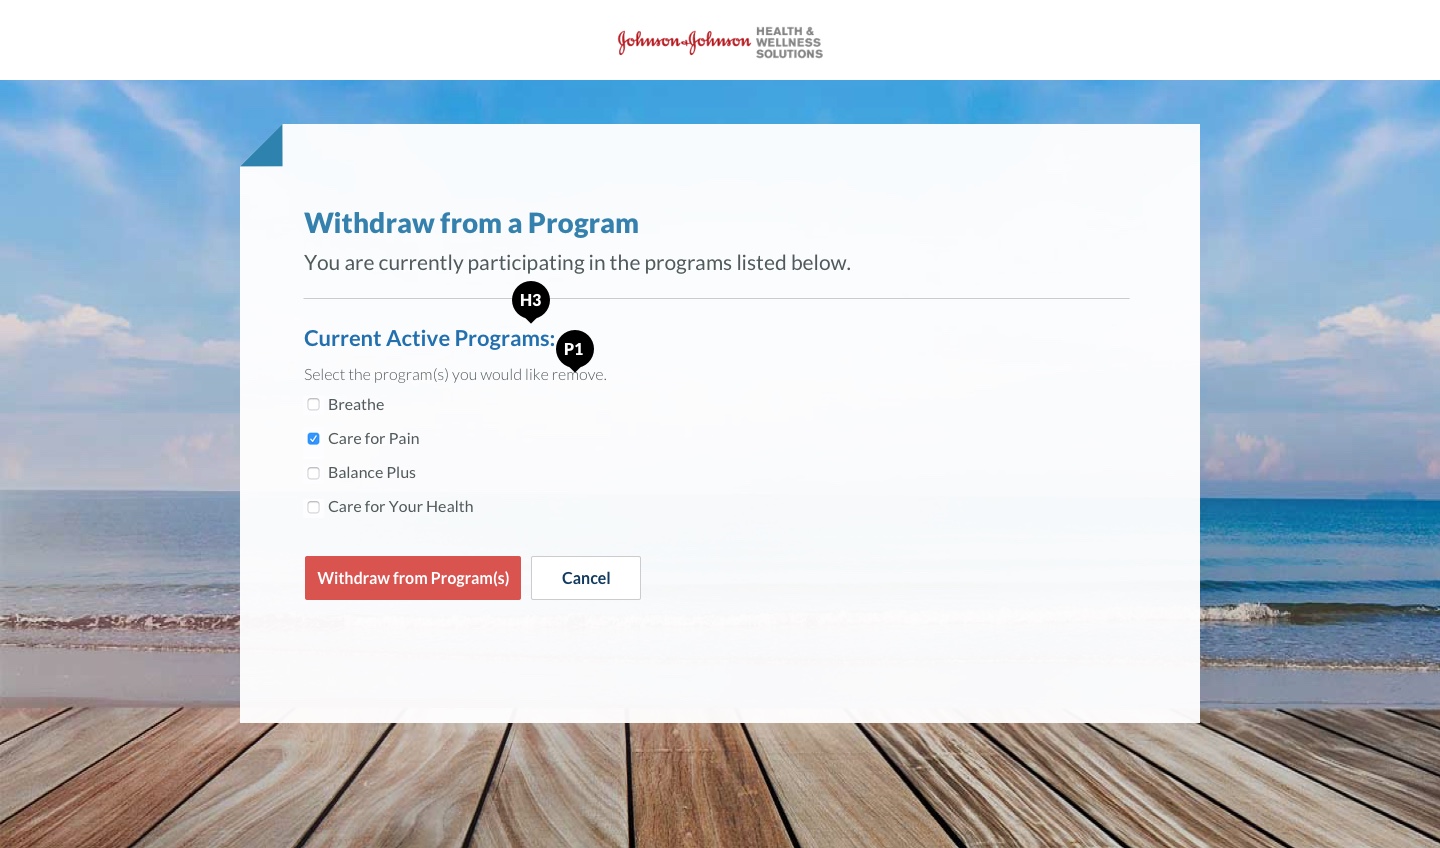 Johnson & Johnson HEALTH &
WELLNESS
SOLUTIONS
Withdraw from a Program
You are currently participating in the programs listed below.
H3
Current Active Programs:
P1
Select the program(s) you would like remove.
Breathe
Care for Pain
Balance Plus
Care for Your Health
Withdraw from Program(s) Cancel